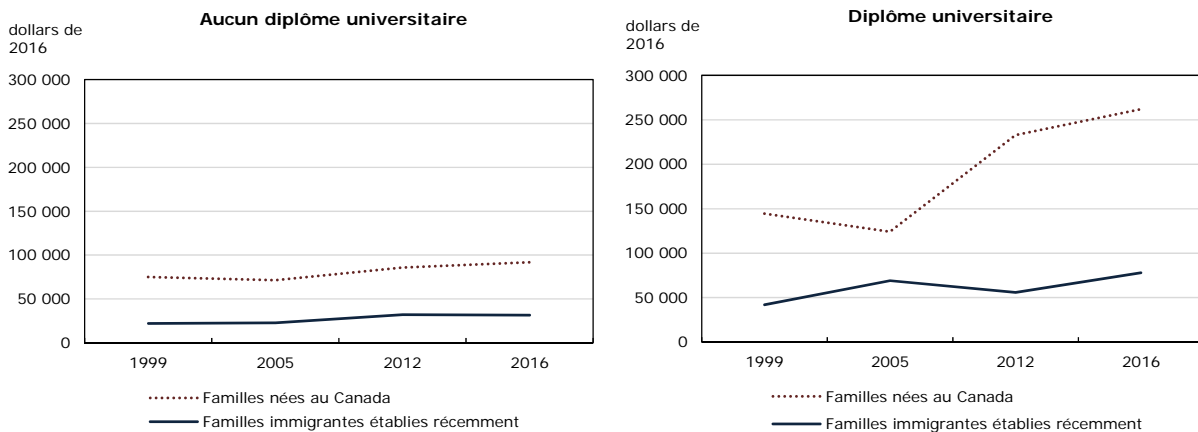 Aucun diplôme universitaire
dollars de
2016
300 000
250 000
200 000
150 000
100 000
50 000
0
1999 2005 2012 2016
Familles nées au Canada
Familles immigrantes établies récemment
Diplôme universitaire
dollars de
2016
300 000
250 000
200 000
150 000
100 000
50 000
0
1999 2005 2012 2016
Familles nées au Canada
Familles immigrantes établies récemment